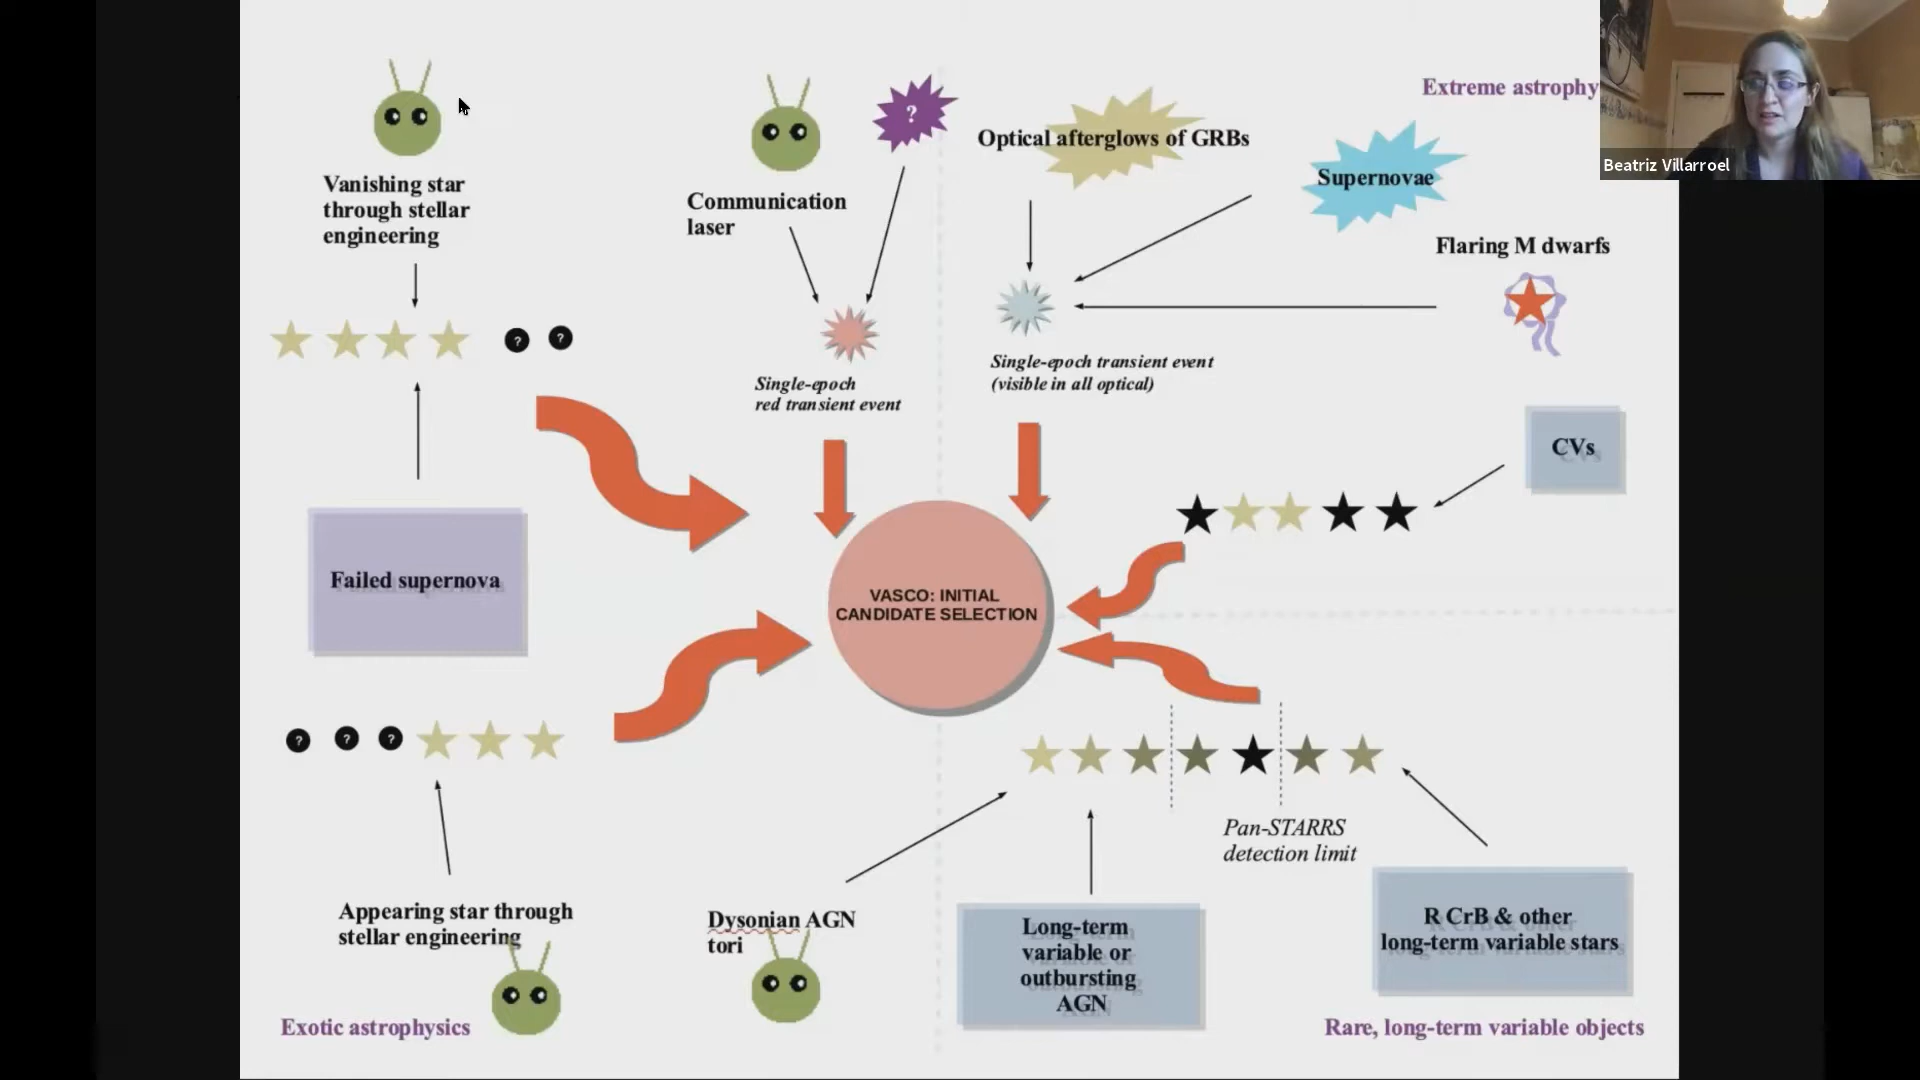 Extreme astrophy
Beatriz Villarroel
?
Optical afterglows of GRBs
Supernovae
Vanishing star
through stellar
engineering
Communication
laser
Flaring M dwarfs
? ?
Single-epoch
red transient event
Single-epoch transient event
(visible in all optical)
CVs
Failed supernova
VASCO: INITIAL
CANDIDATE SELECTION
? ? ?
Pan-STARRS
detection limit
Appearing star through
stellar engineering
Dysonian AGN
tori
Long-term
variable or
outbursting
AGN
R CrB & other
long-term variable stars
Exotic astrophysics
Rare, long-term variable objects